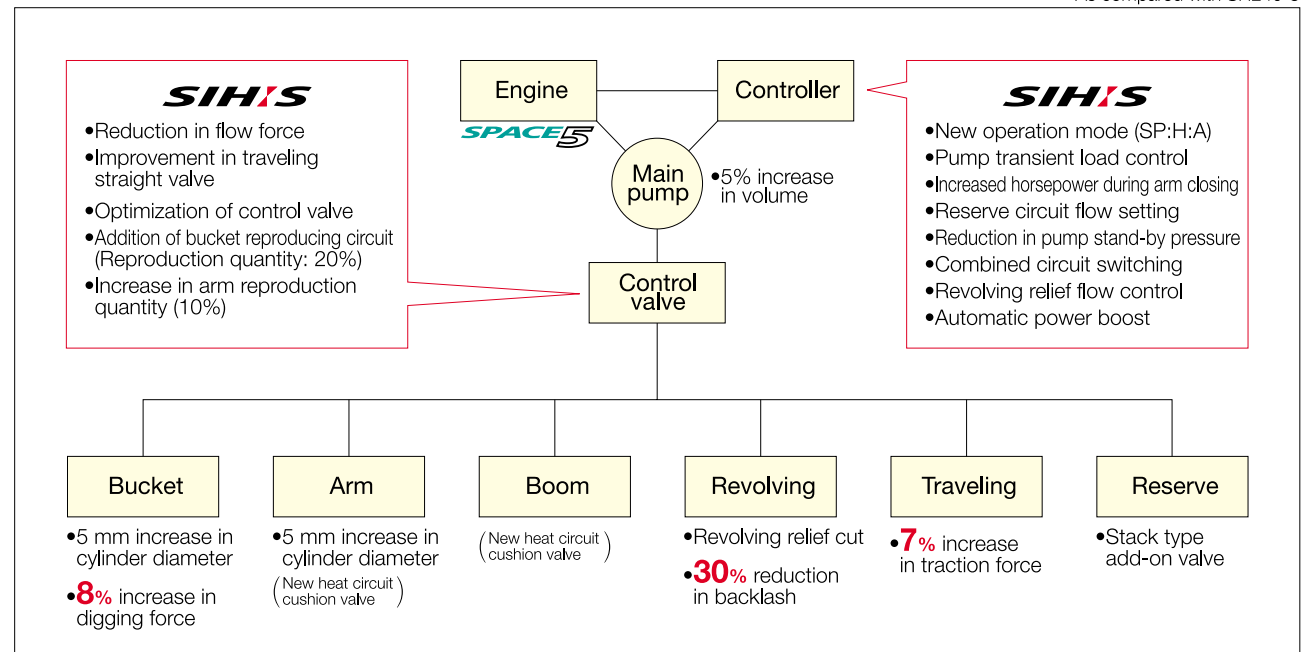 SIH:S
•Reduction in flow force
•Improvement in traveling
straight valve
•Optimization of control valve
•Addition of bucket reproducing circuit
(Reproduction quantity: 20%)
•Increase in arm reproduction
quantity (10%)
Engine
SPACE5
Controller
Main
pump
•5% increase
in volume
Control
valve
SIH:S
•New operation mode (SP:H:A)
•Pump transient load control
•Increased horsepower during arm closing
•Reserve circuit flow setting
•Reduction in pump stand-by pressure
•Combined circuit switching
•Revolving relief flow control
•Automatic power boost
Bucket
•5 mm increase in
cylinder diameter
•8% increase in
digging force
Arm
•5 mm increase in
cylinder diameter
(New heat circuit
cushion valve)
Boom
(New heat circuit
cushion valve)
Revolving
•Revolving relief cut
•30% reduction
in backlash
Traveling
•7% increase
in traction force
Reserve
•Stack type
add-on valve